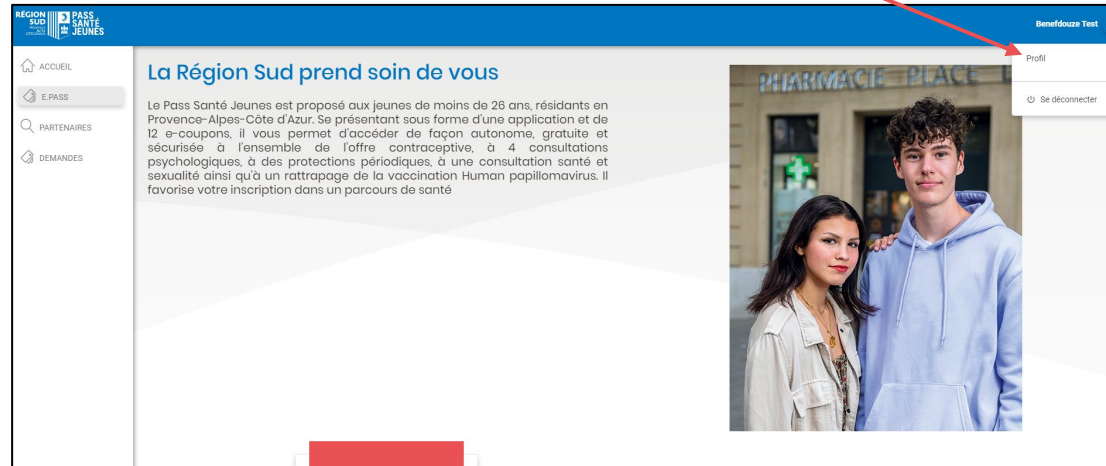 RÉGION
SUD
PASS
SANTÉ
JEUNES
Benefdouze Test
Profil
Se déconnecter
ACCUEIL
E.PASS
PARTENAIRES
DEMANDES
La Région Sud prend soin de vous
Le Pass Santé Jeunes est proposé aux jeunes de moins de 26 ans, résidants en
Provence-Alpes-Côte d'Azur. Se présentant sous forme d'une application et de
12 e-coupons, il vous permet d'accéder de façon autonome, gratuite et
sécurisée à l'ensemble de l'offre contraceptive, à 4 consultations
psychologiques, à des protections périodiques, à une consultation santé et
sexualité ainsi qu'à un rattrapage de la vaccination Human papillomavirus. Il
favorise votre inscription dans un parcours de santé
PHARMACIE PLACE